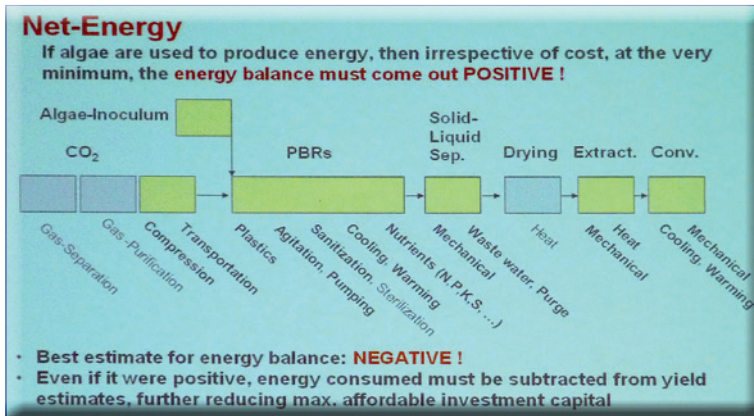 Net-Energy
If algae are used to produce energy, then irrespective of cost, at the very
minimum, the energy balance must come out POSITIVE !
Algae-Inoculum
CO2
PBRs
Solid-
Liquid
Sep.
Drying
Extract.
Conv.
Gas-Separation
Gas-Purification
Compression
Transportation
Plastics
Agitation, Pumping
Sanitization, Sterilization
Cooling, Warming
Nutrients (N,P,K,S, ...)
Mechanical
Waste water, Purge
Heat
Heat
Mechanical
Mechanical
Cooling, Warming
• Best estimate for energy balance: NEGATIVE !
• Even if it were positive, energy consumed must be subtracted from yield
estimates, further reducing max. affordable investment capital